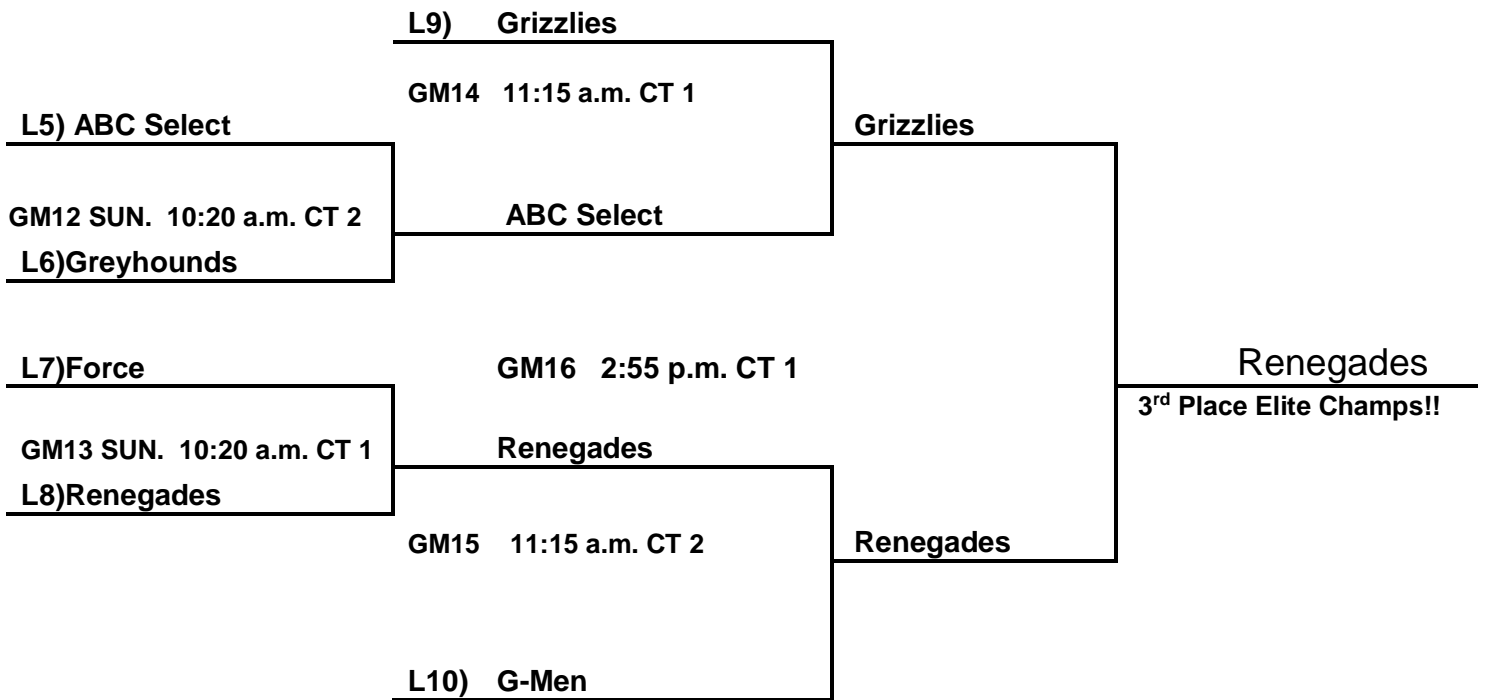 L9) Grizzlies
GM14 11:15 a.m. CT 1
L5) ABC Select
Grizzlies
GM12 SUN. 10:20 a.m. CT 2
ABC Select
L6)Greyhounds
L7)Force
GM16 2:55 p.m. CT 1
Renegades
3rd Place Elite Champs!!
GM13 SUN. 10:20 a.m. CT 1
Renegades
L8)Renegades
GM15 11:15 a.m. CT 2
Renegades
L10) G-Men